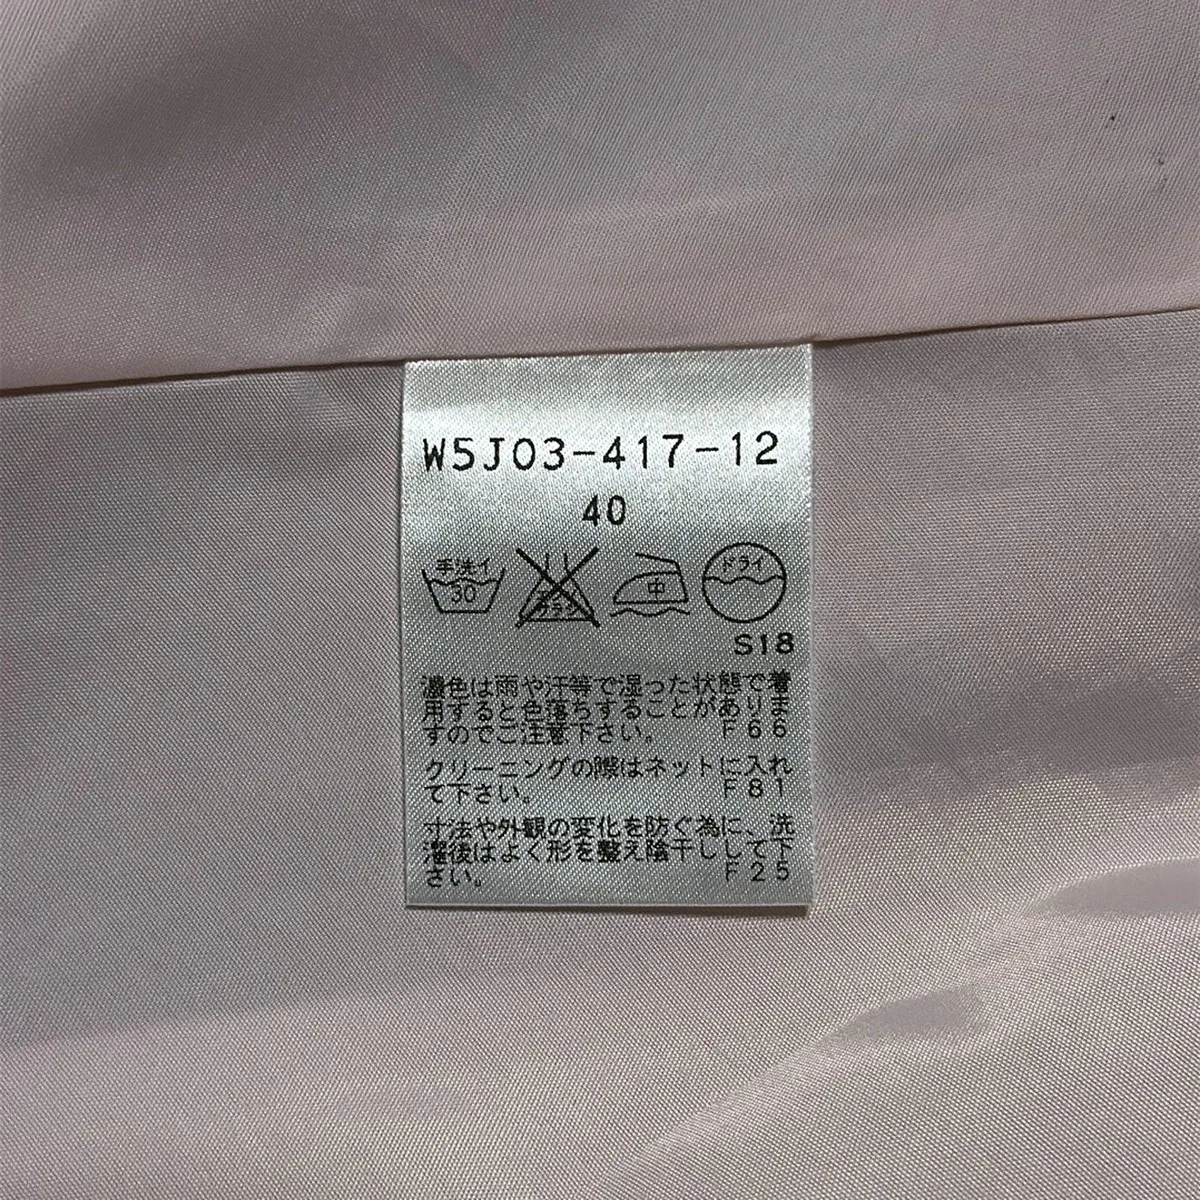 W5J03-417-12
40
手洗イ 30 エンソ サラシ 中 ドライ
S18
濃色は雨や汗等で湿った状態で着
用すると色落ちすることがありま
すのでご注意下さい。 F66
クリーニングの際はネットに入れ
て下さい。 F81
寸法や外観の変化を防ぐ為に、洗
濯後はよく形を整え陰干しして下
さい。 F25